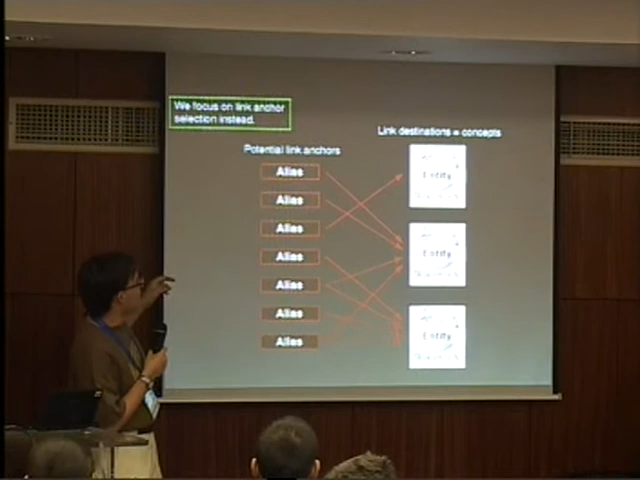 We focus on link anchor
selection instead.
Link destinations = concepts
Potential link anchors
Alias
Alias
Alias
Alias
Alias
Alias
Alias
Entity
Entity
Entity